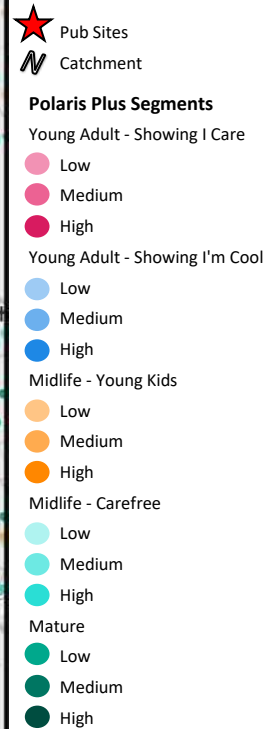 Pub Sites
Catchment
Polaris Plus Segments
Young Adult - Showing I Care
Low
Medium
High
Young Adult - Showing I'm Cool
Low
Medium
High
Midlife - Young Kids
Low
Medium
High
Midlife - Carefree
Low
Medium
High
Mature
Low
Medium
High